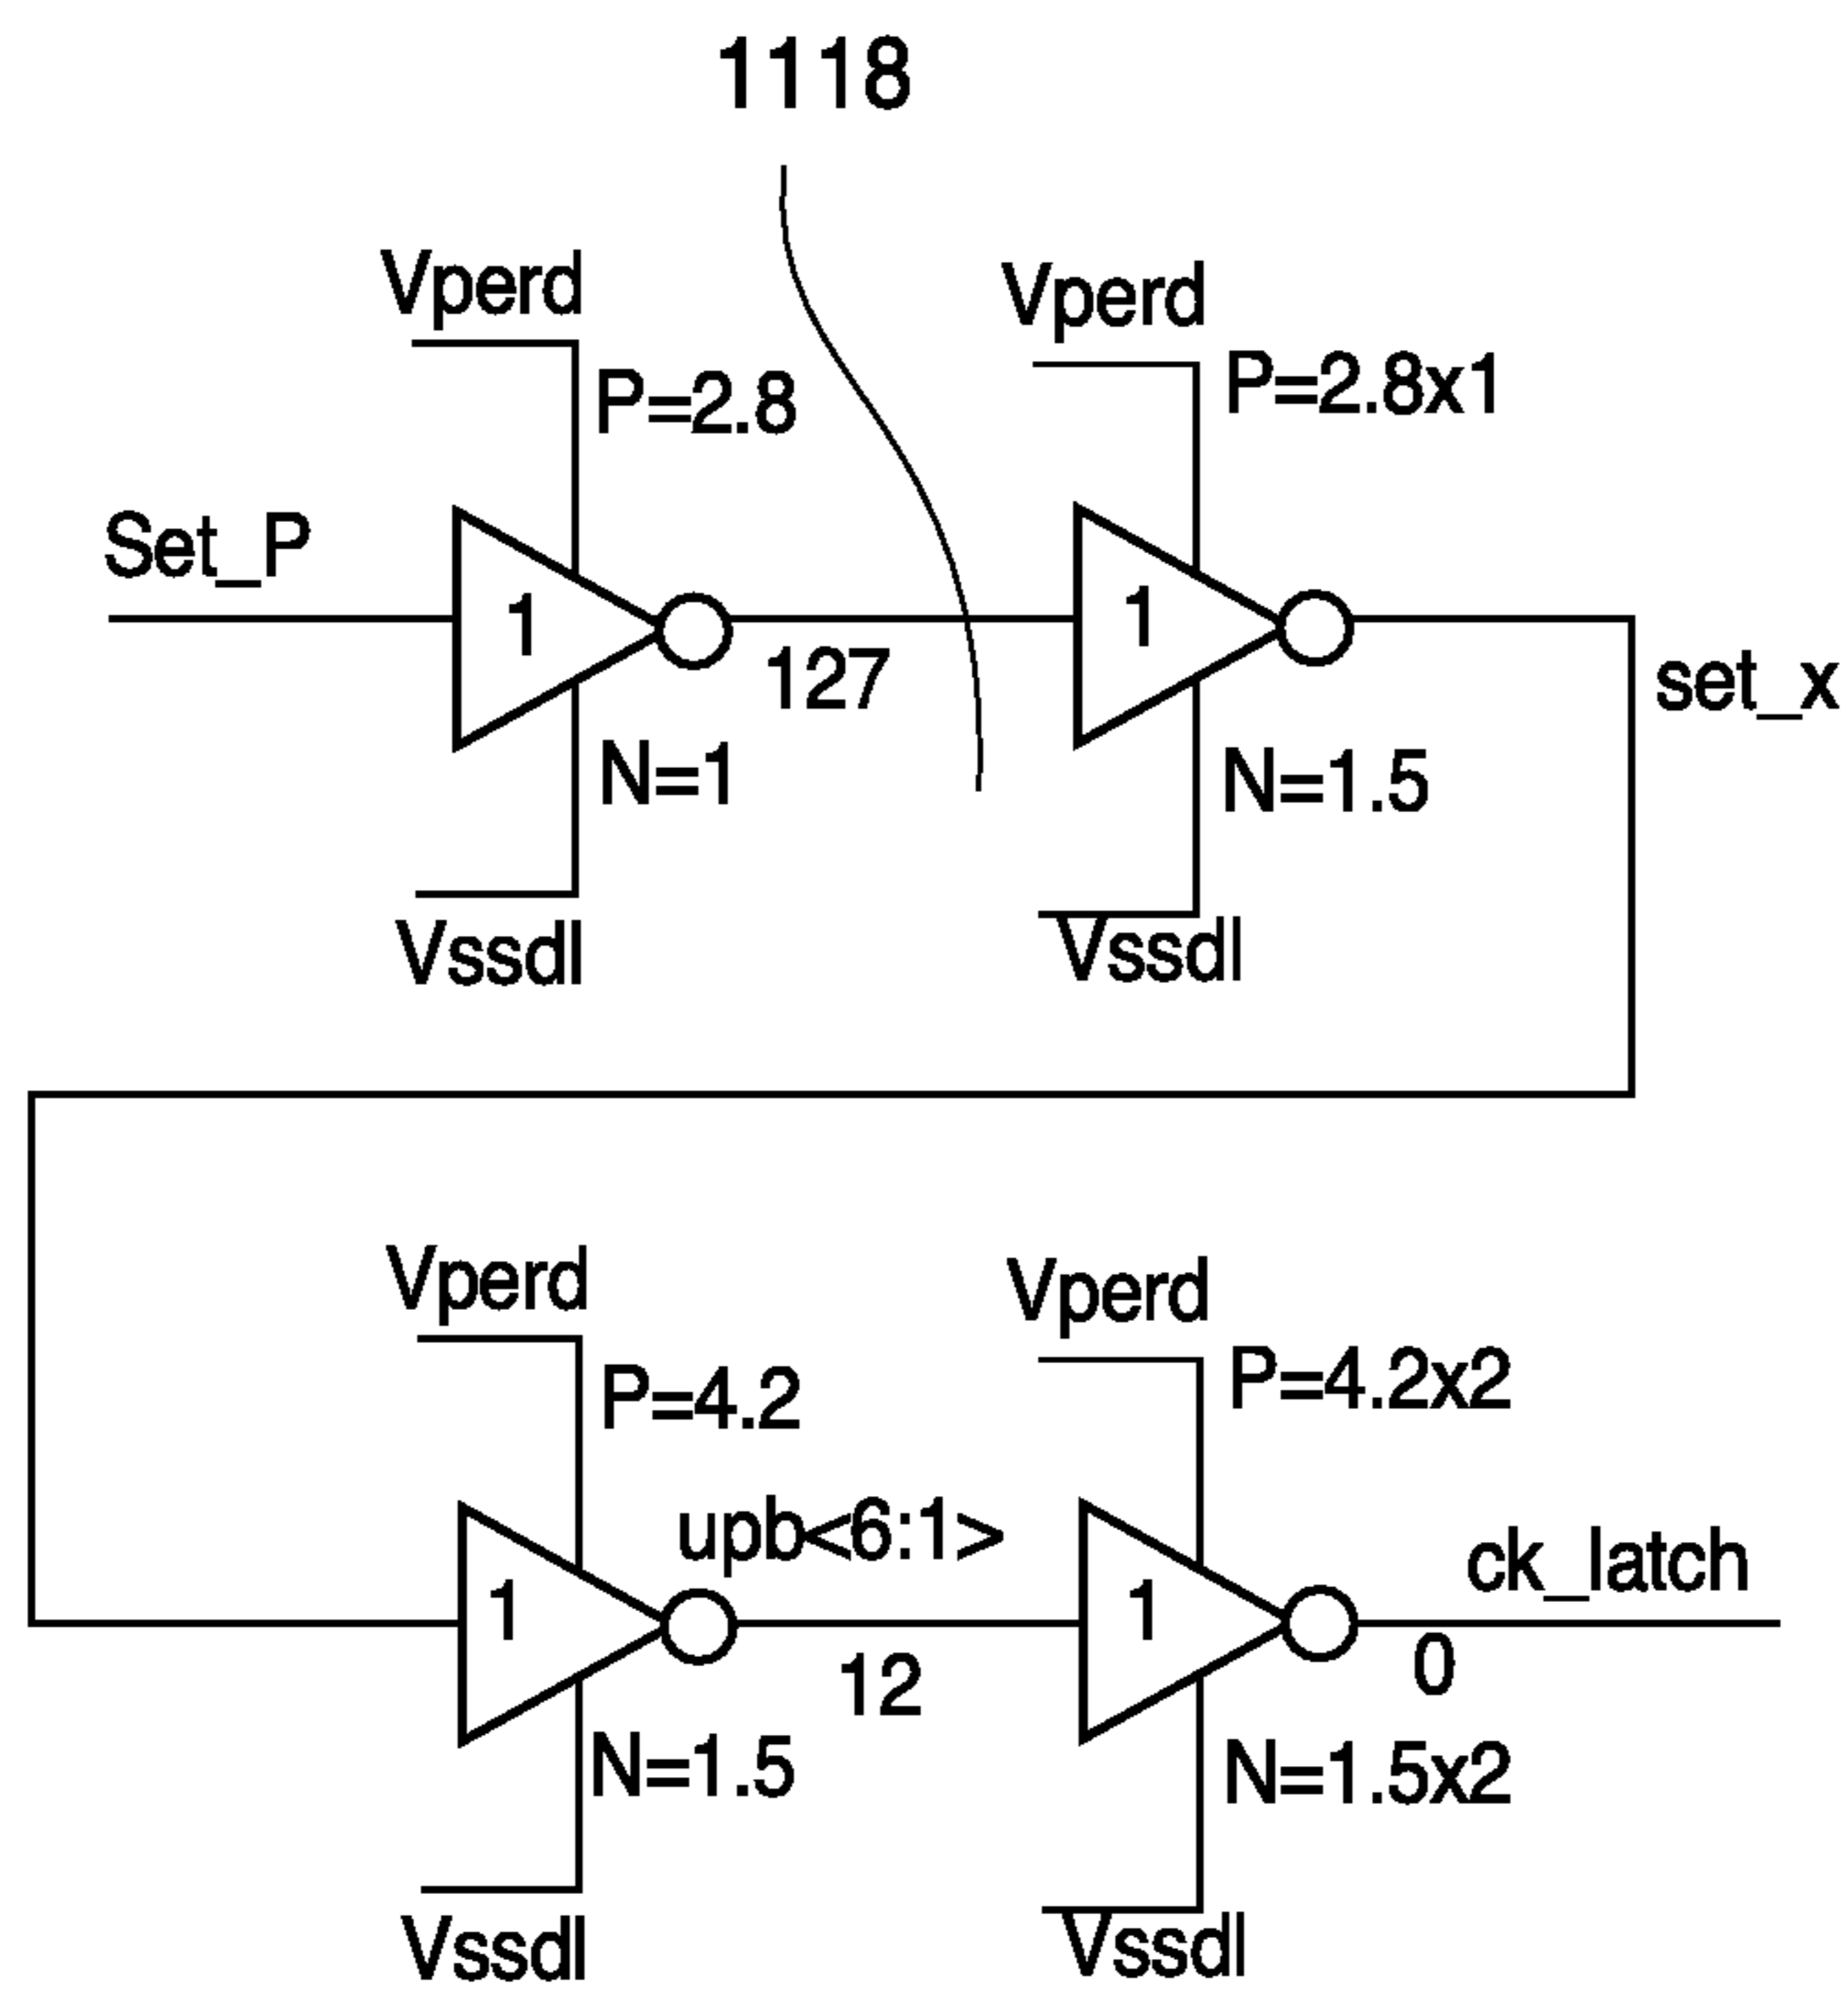 1118
Vperd
Vperd
P=2.8
P=2.8x1
Set_P
1
1
127
set_x
N=1
N=1.5
Vssdl
Vssdl
Vperd
Vperd
P=4.2
P=4.2x2
upb<6:1>
ck_latch
1
1
12
0
N=1.5
N=1.5x2
Vssdl
Vssdl